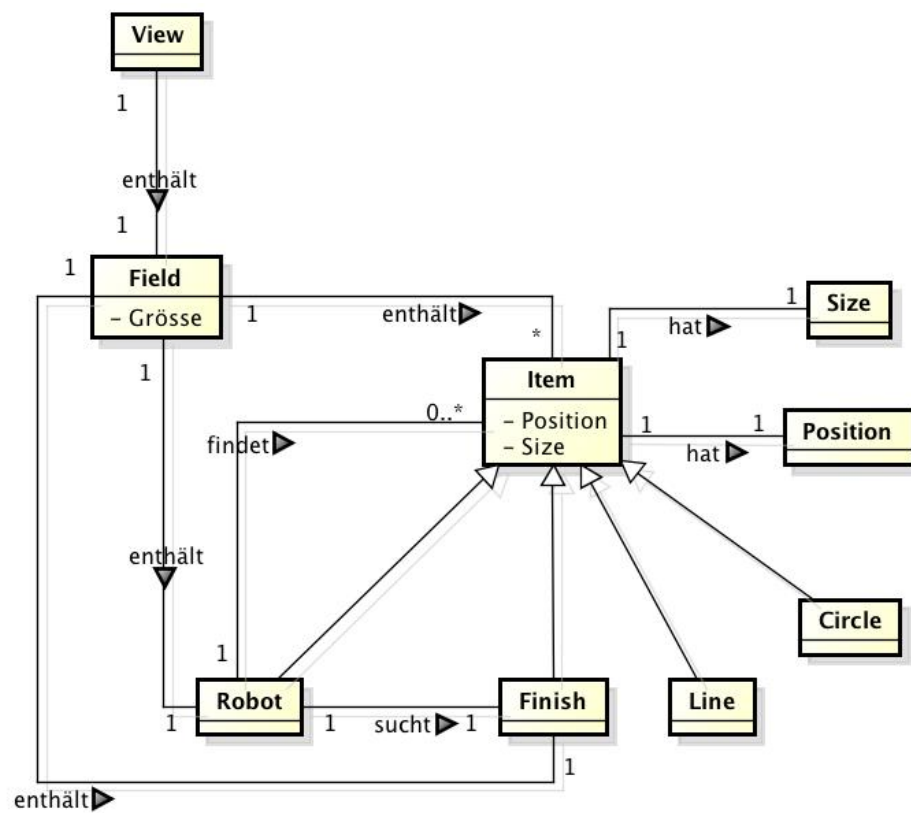 View
1
enthält
1
1
Field
– Grösse
1
enthält
*
1
Size
1
hat
Item
– Position
– Size
0..*
1
1
Position
hat
1
findet
enthält
Circle
1
Robot
Finish
Line
1
1
sucht
1
1
enthält